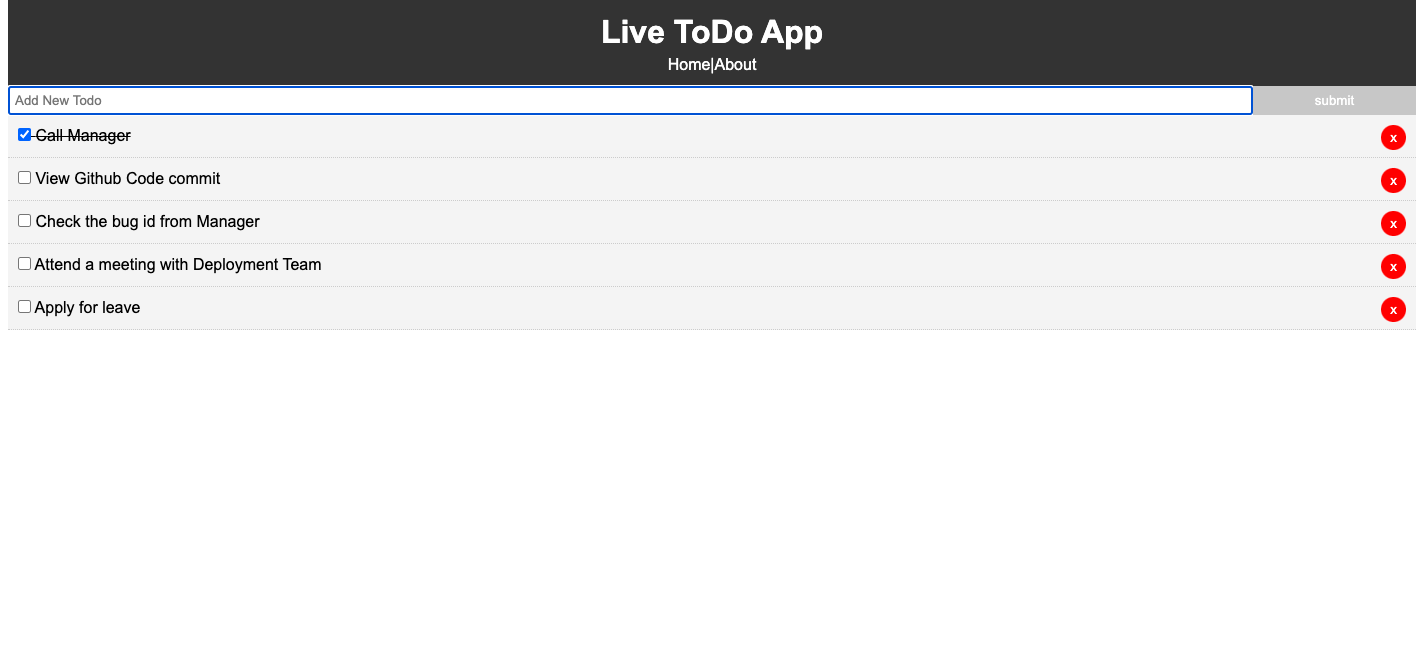 Live ToDo App
Home|About
Add New Todo submit
Call Manager x
View Github Code commit x
Check the bug id from Manager x
Attend a meeting with Deployment Team x
Apply for leave x